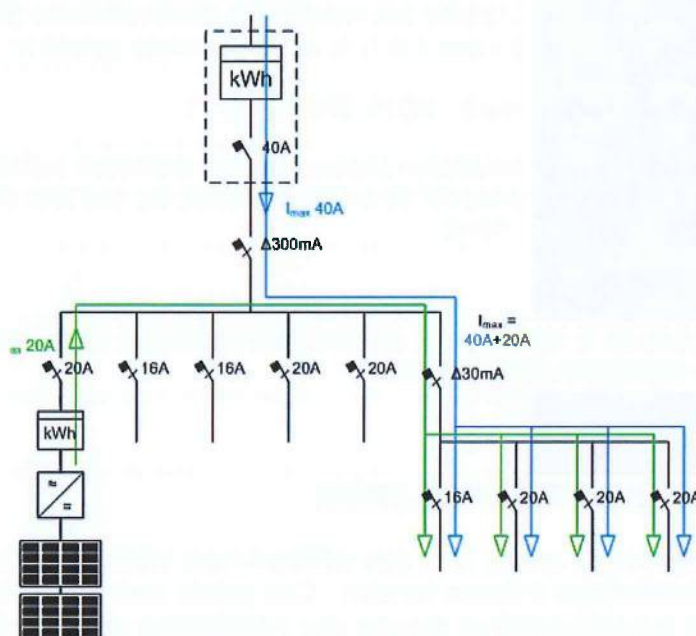 kWh
40A
Imax 40A
Δ300mA
Imax =
40A+20A
20A
20A
16A
16A
20A
20A
Δ30mA
kWh
≈
=
16A
20A
20A
20A